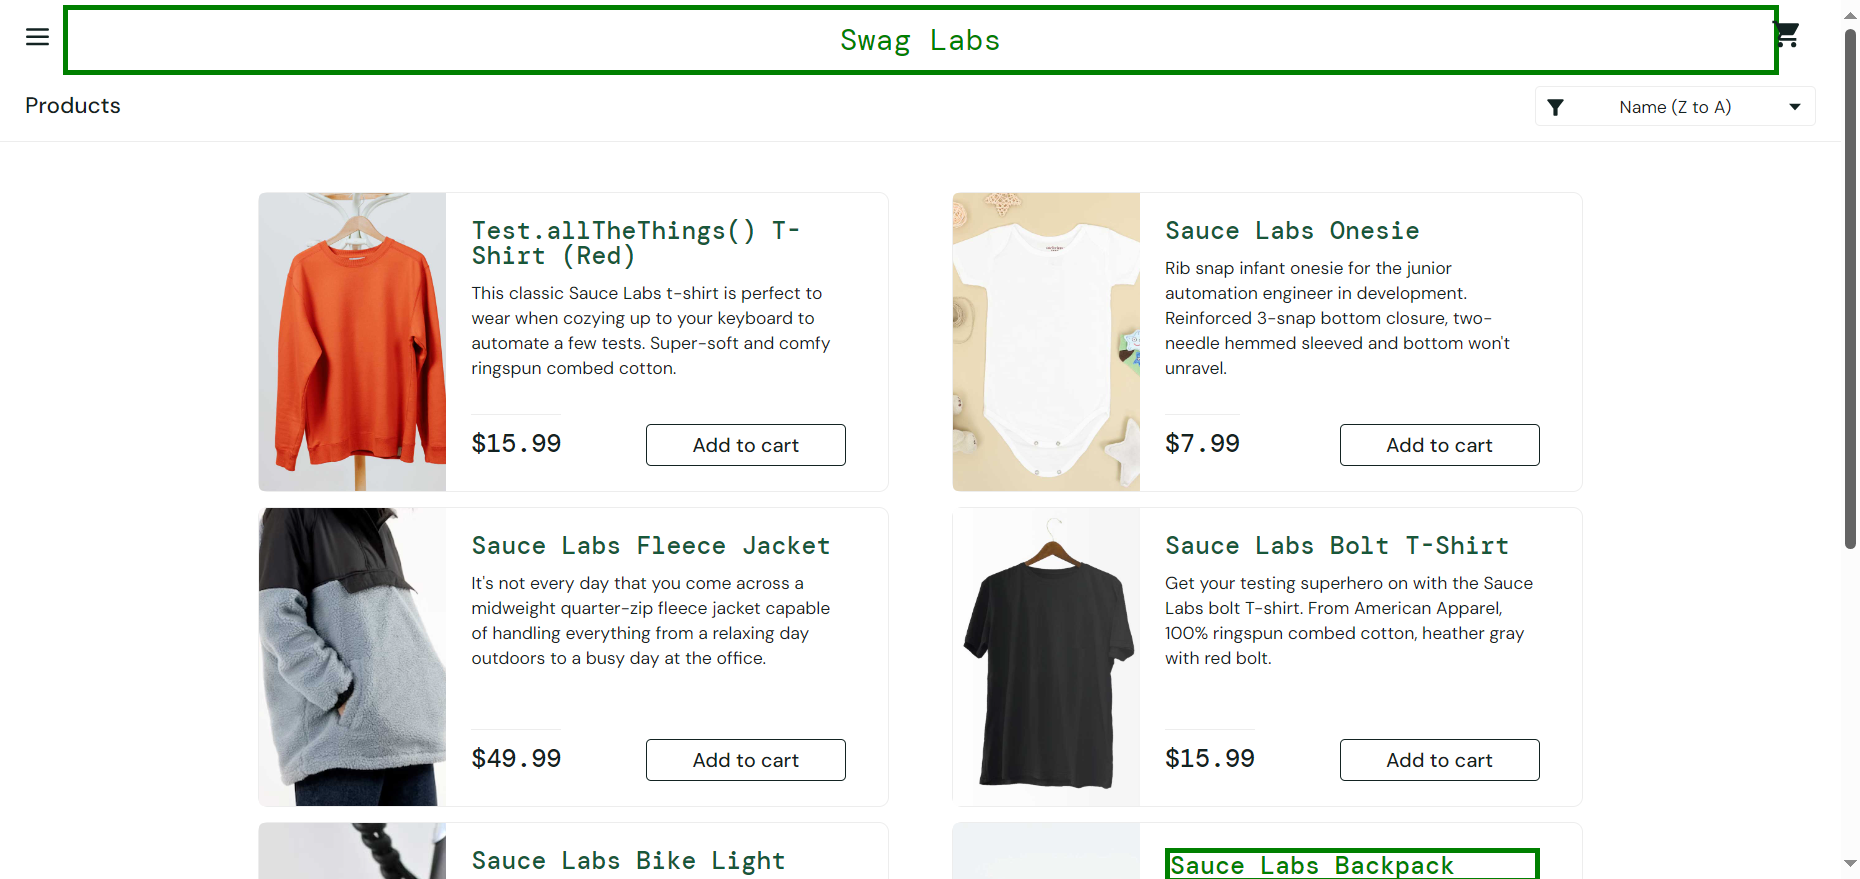 Swag Labs
Products
Name (Z to A)
Test.allTheThings() T-
Shirt (Red)
This classic Sauce Labs t-shirt is perfect to
wear when cozying up to your keyboard to
automate a few tests. Super-soft and comfy
ringspun combed cotton.
$15.99
Add to cart
Sauce Labs Onesie
Rib snap infant onesie for the junior
automation engineer in development.
Reinforced 3-snap bottom closure, two-
needle hemmed sleeved and bottom won't
unravel.
$7.99
Add to cart
Sauce Labs Fleece Jacket
It's not every day that you come across a
midweight quarter-zip fleece jacket capable
of handling everything from a relaxing day
outdoors to a busy day at the office.
$49.99
Add to cart
Sauce Labs Bolt T-Shirt
Get your testing superhero on with the Sauce
Labs bolt T-shirt. From American Apparel,
100% ringspun combed cotton, heather gray
with red bolt.
$15.99
Add to cart
Sauce Labs Bike Light
Sauce Labs Backpack